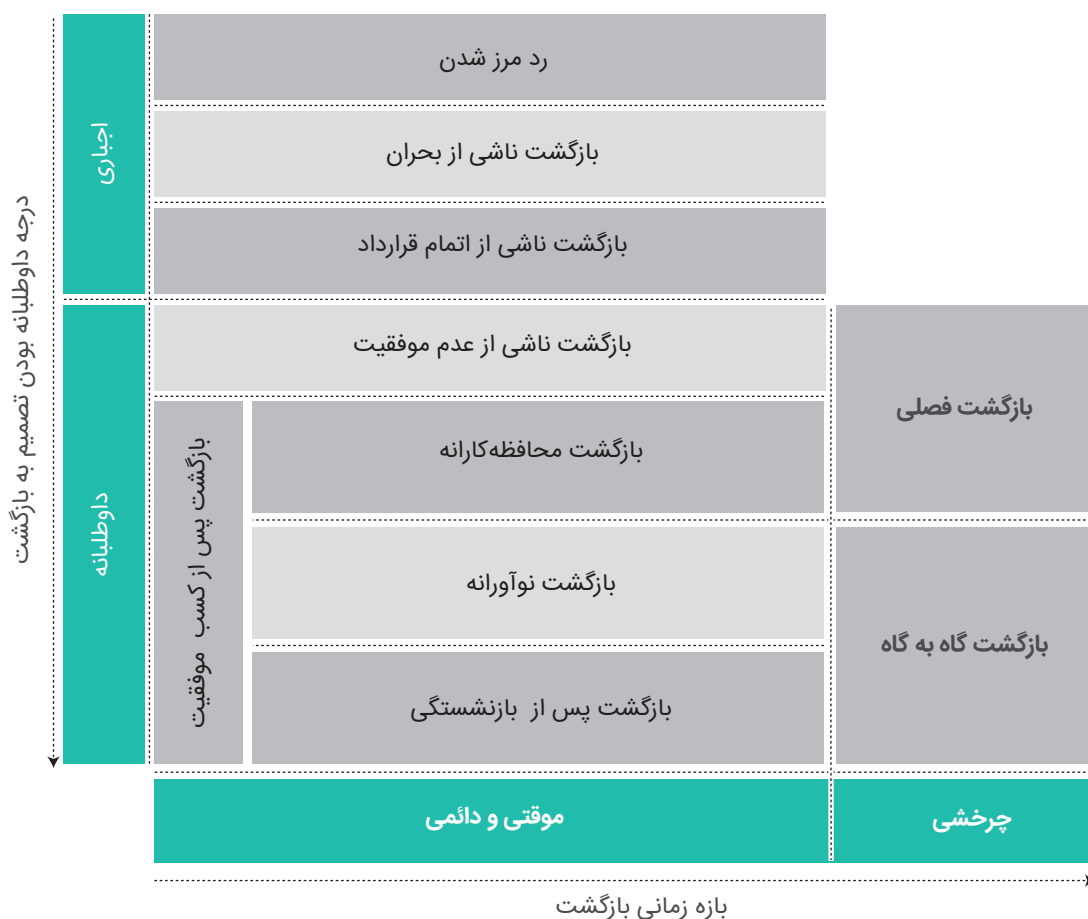 رد مرز شدن
بازگشت ناشی از بحران
بازگشت ناشی از اتمام قرارداد
اجباری
درجه داوطلبانه بودن تصمیم به بازگشت
بازگشت ناشی از عدم موفقیت
بازگشت فصلی
بازگشت محافظه‌کارانه
بازگشت پس از کسب موفقیت
داوطلبانه
بازگشت نوآورانه
بازگشت گاه به گاه
بازگشت پس از بازنشستگی
چرخشی
موقتی و دائمی
بازه زمانی بازگشت